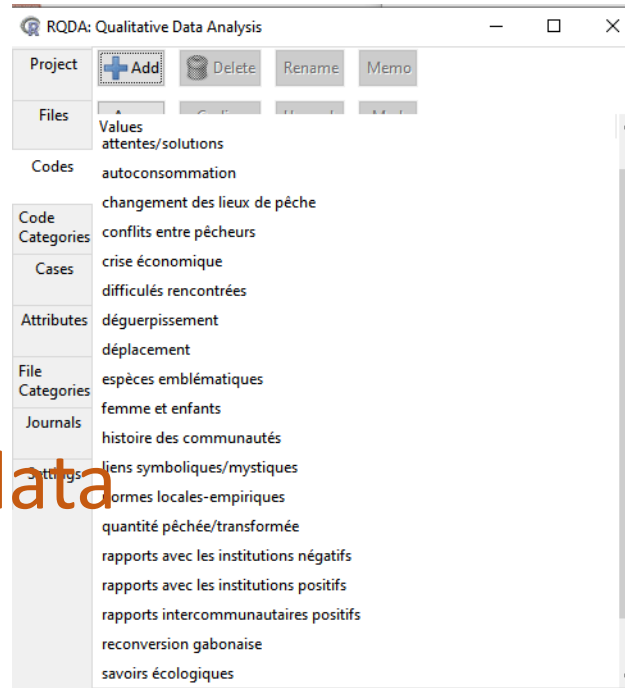 RQDA: Qualitative Data Analysis
Project Add Delete Rename Memo
Files
Values
attentes/solutions
Codes
autoconsommation
changement des lieux de pêche
Code
Categories
conflits entre pêcheurs
crise économique
Cases
difficulés rencontrées
Attributes
déguerpissement
déplacement
File
Categories
espèces emblématiques
femme et enfants
Journals
histoire des communautés
Settings
liens symboliques/mystiques
data
normes locales-empiriques
quantité pêchée/transformée
rapports avec les institutions négatifs
rapports avec les institutions positifs
rapports intercommunautaires positifs
reconversion gabonaise
savoirs écologiques